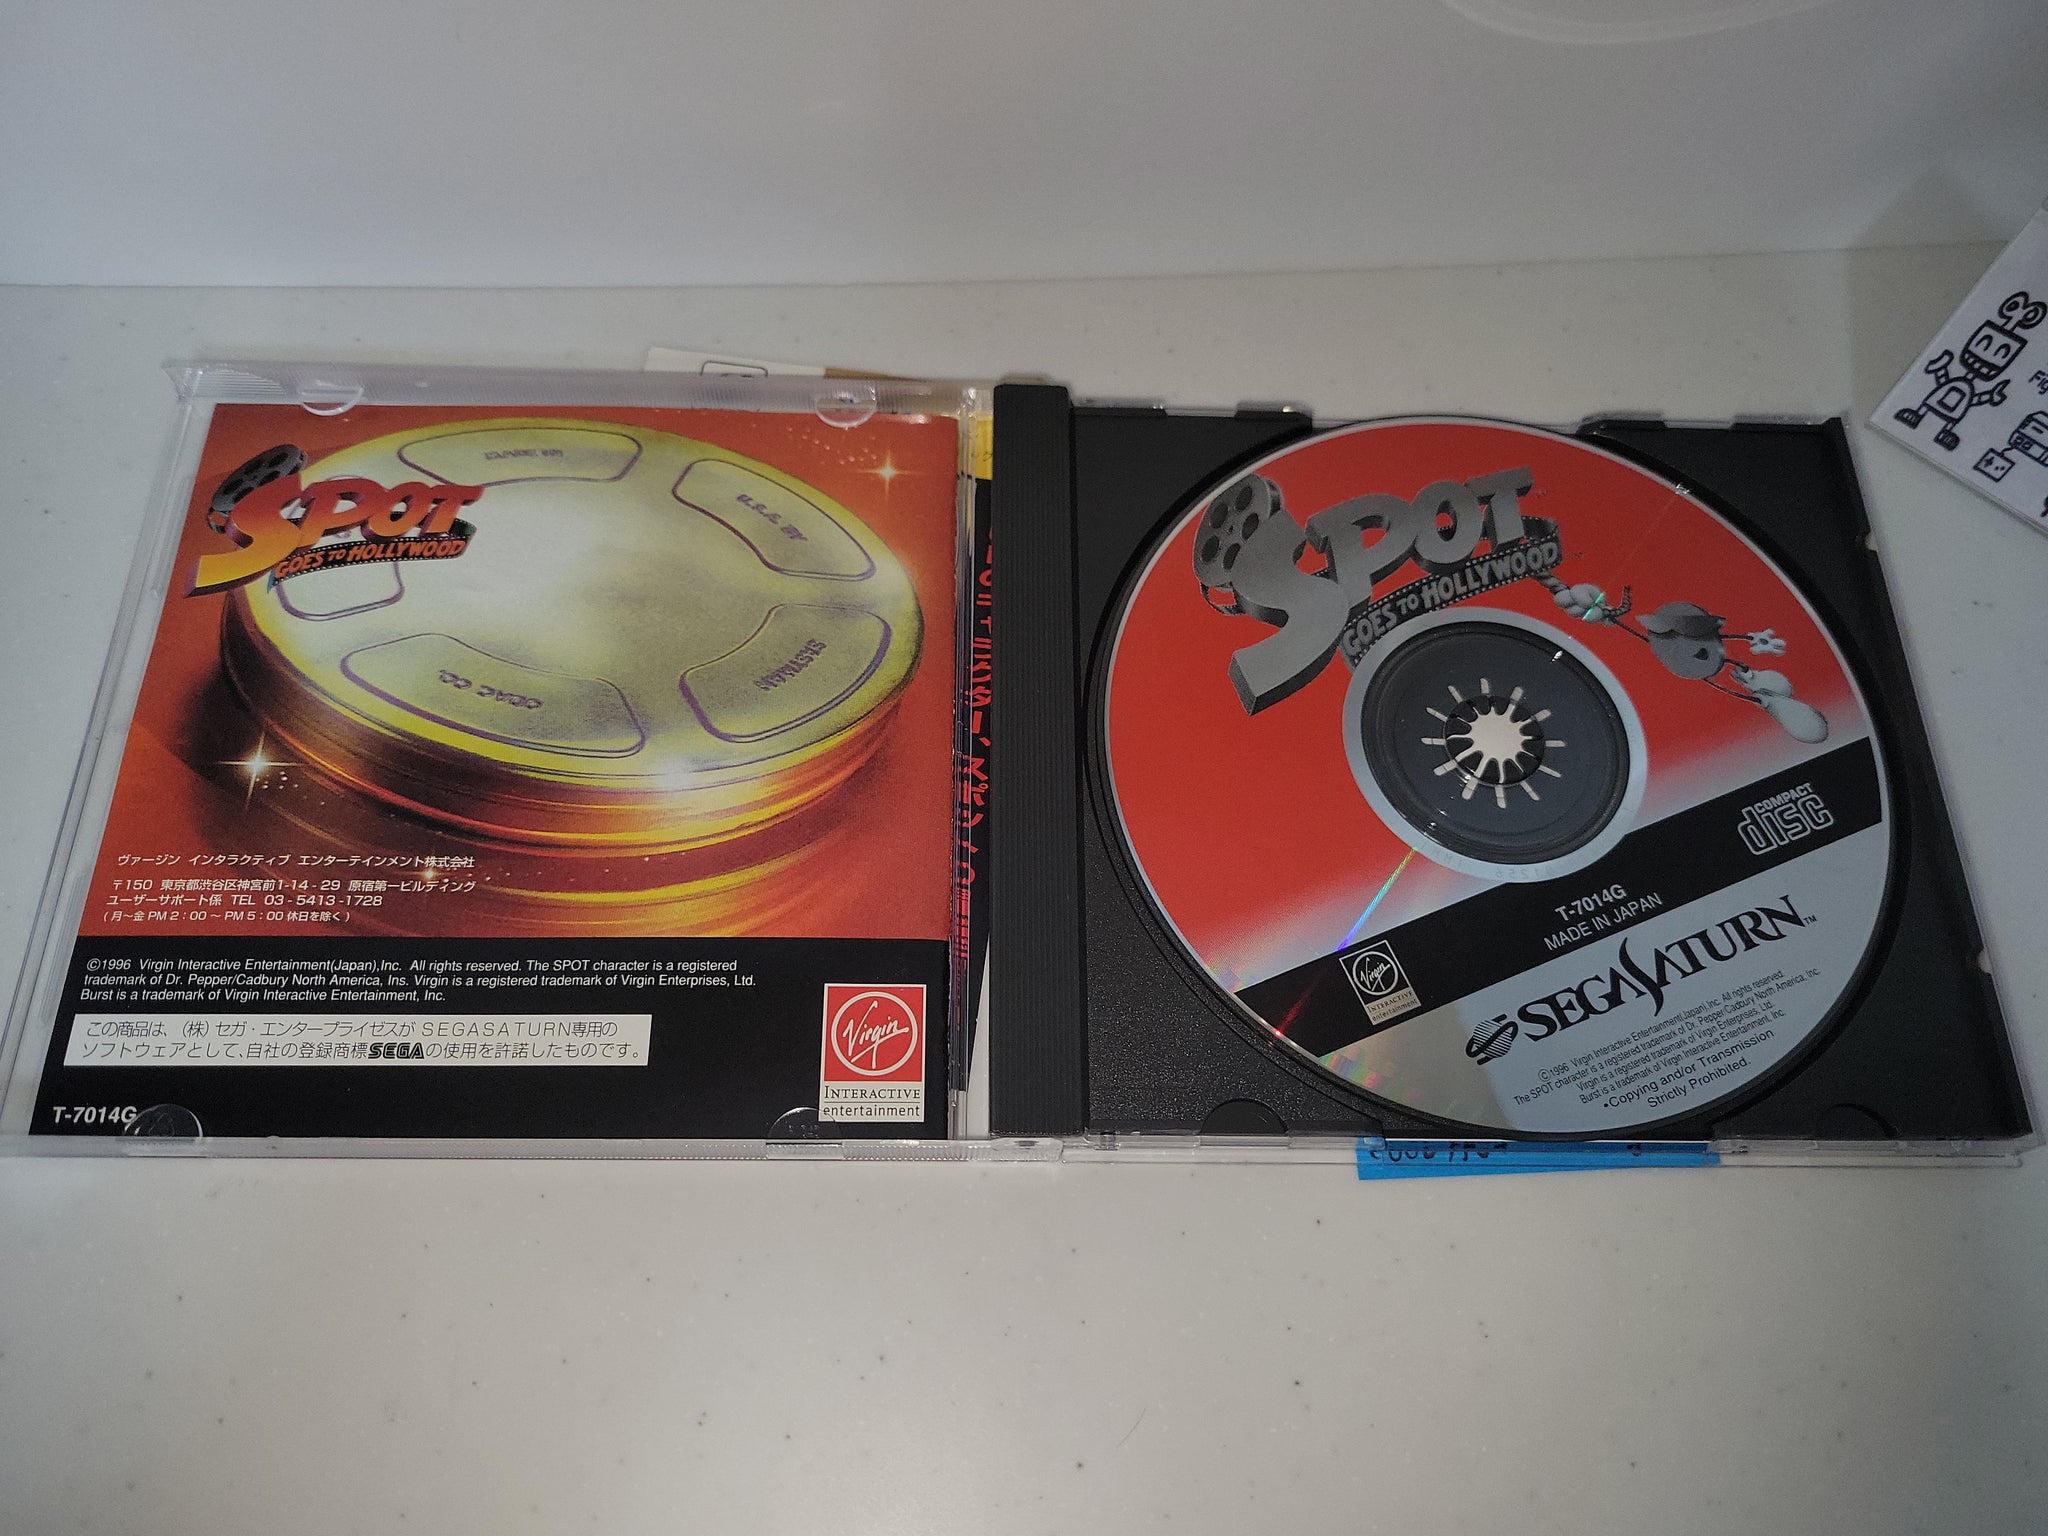 SPOT
GOES TO HOLLYWOOD
U.S.A. BY
EASTMAN
ODAC CO.
ヴァージン インタラクティブ エンターテインメント株式会社
〒150 東京都渋谷区神宮前1-14-29 原宿第一ビルディング
ユーザーサポート係 TEL 03-5413-1728
(月～金 PM 2:00 ～ PM 5:00 休日を除く)
©1996 Virgin Interactive Entertainment(Japan),Inc. All rights reserved. The SPOT character is a registered
trademark of Dr. Pepper/Cadbury North America, Ins. Virgin is a registered trademark of Virgin Enterprises, Ltd.
Burst is a trademark of Virgin Interactive Entertainment, Inc.
この商品は、(株)セガ・エンタープライゼスがSEGASATURN専用の
ソフトウェアとして、自社の登録商標SEGAの使用を許諾したものです。
Virgin
INTERACTIVE
entertainment
T-7014G
SPOT
GOES TO HOLLYWOOD
COMPACT
disc
T-7014G
MADE IN JAPAN
Virgin
INTERACTIVE
entertainment
SEGA SATURN™
©1996 Virgin Interactive Entertainment(Japan),Inc. All rights reserved.
The SPOT character is a registered trademark of Dr. Pepper/Cadbury North America, Inc.
Virgin is a registered trademark of Virgin Enterprises, Ltd.
Burst is a trademark of Virgin Interactive Entertainment, Inc.
•Copying and/or Transmission
Strictly Prohibited.